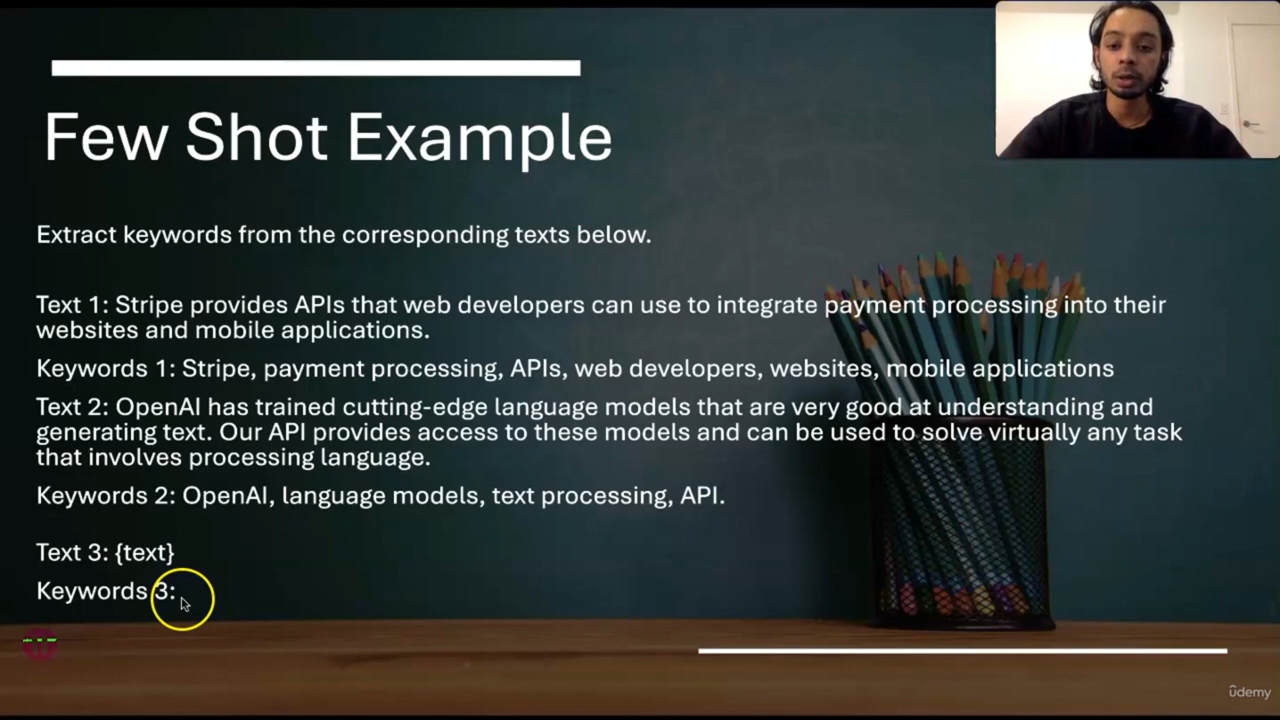 Few Shot Example
Extract keywords from the corresponding texts below.
Text 1: Stripe provides APIs that web developers can use to integrate payment processing into their
websites and mobile applications.
Keywords 1: Stripe, payment processing, APIs, web developers, websites, mobile applications
Text 2: OpenAI has trained cutting-edge language models that are very good at understanding and
generating text. Our API provides access to these models and can be used to solve virtually any task
that involves processing language.
Keywords 2: OpenAI, language models, text processing, API.
Text 3: {text}
Keywords 3:
ûdemy